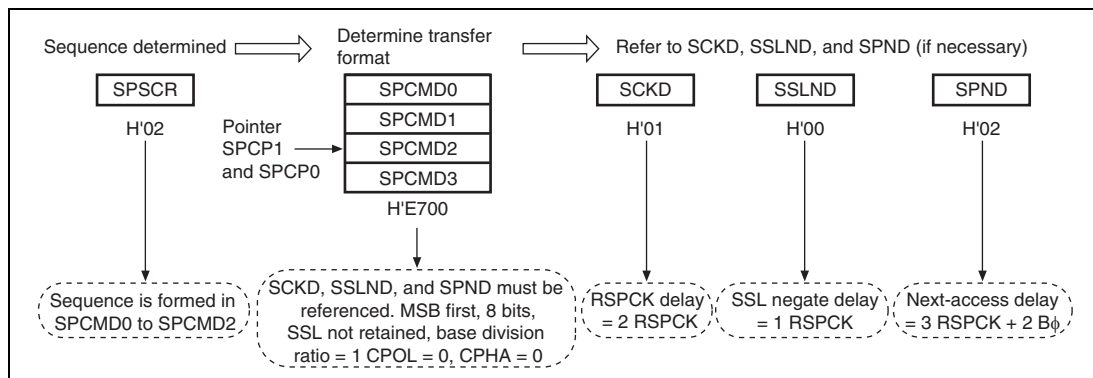 Sequence determined
Determine transfer
format
Refer to SCKD, SSLND, and SPND (if necessary)
SPSCR
SPCMD0
SPCMD1
SPCMD2
SPCMD3
SCKD
SSLND
SPND
H'02
Pointer
SPCP1
and SPCP0
H'E700
H'01
H'00
H'02
Sequence is formed in
SPCMD0 to SPCMD2
SCKD, SSLND, and SPND must be
referenced. MSB first, 8 bits,
SSL not retained, base division
ratio = 1 CPOL = 0, CPHA = 0
RSPCK delay
= 2 RSPCK
SSL negate delay
= 1 RSPCK
Next-access delay
= 3 RSPCK + 2 Bϕ